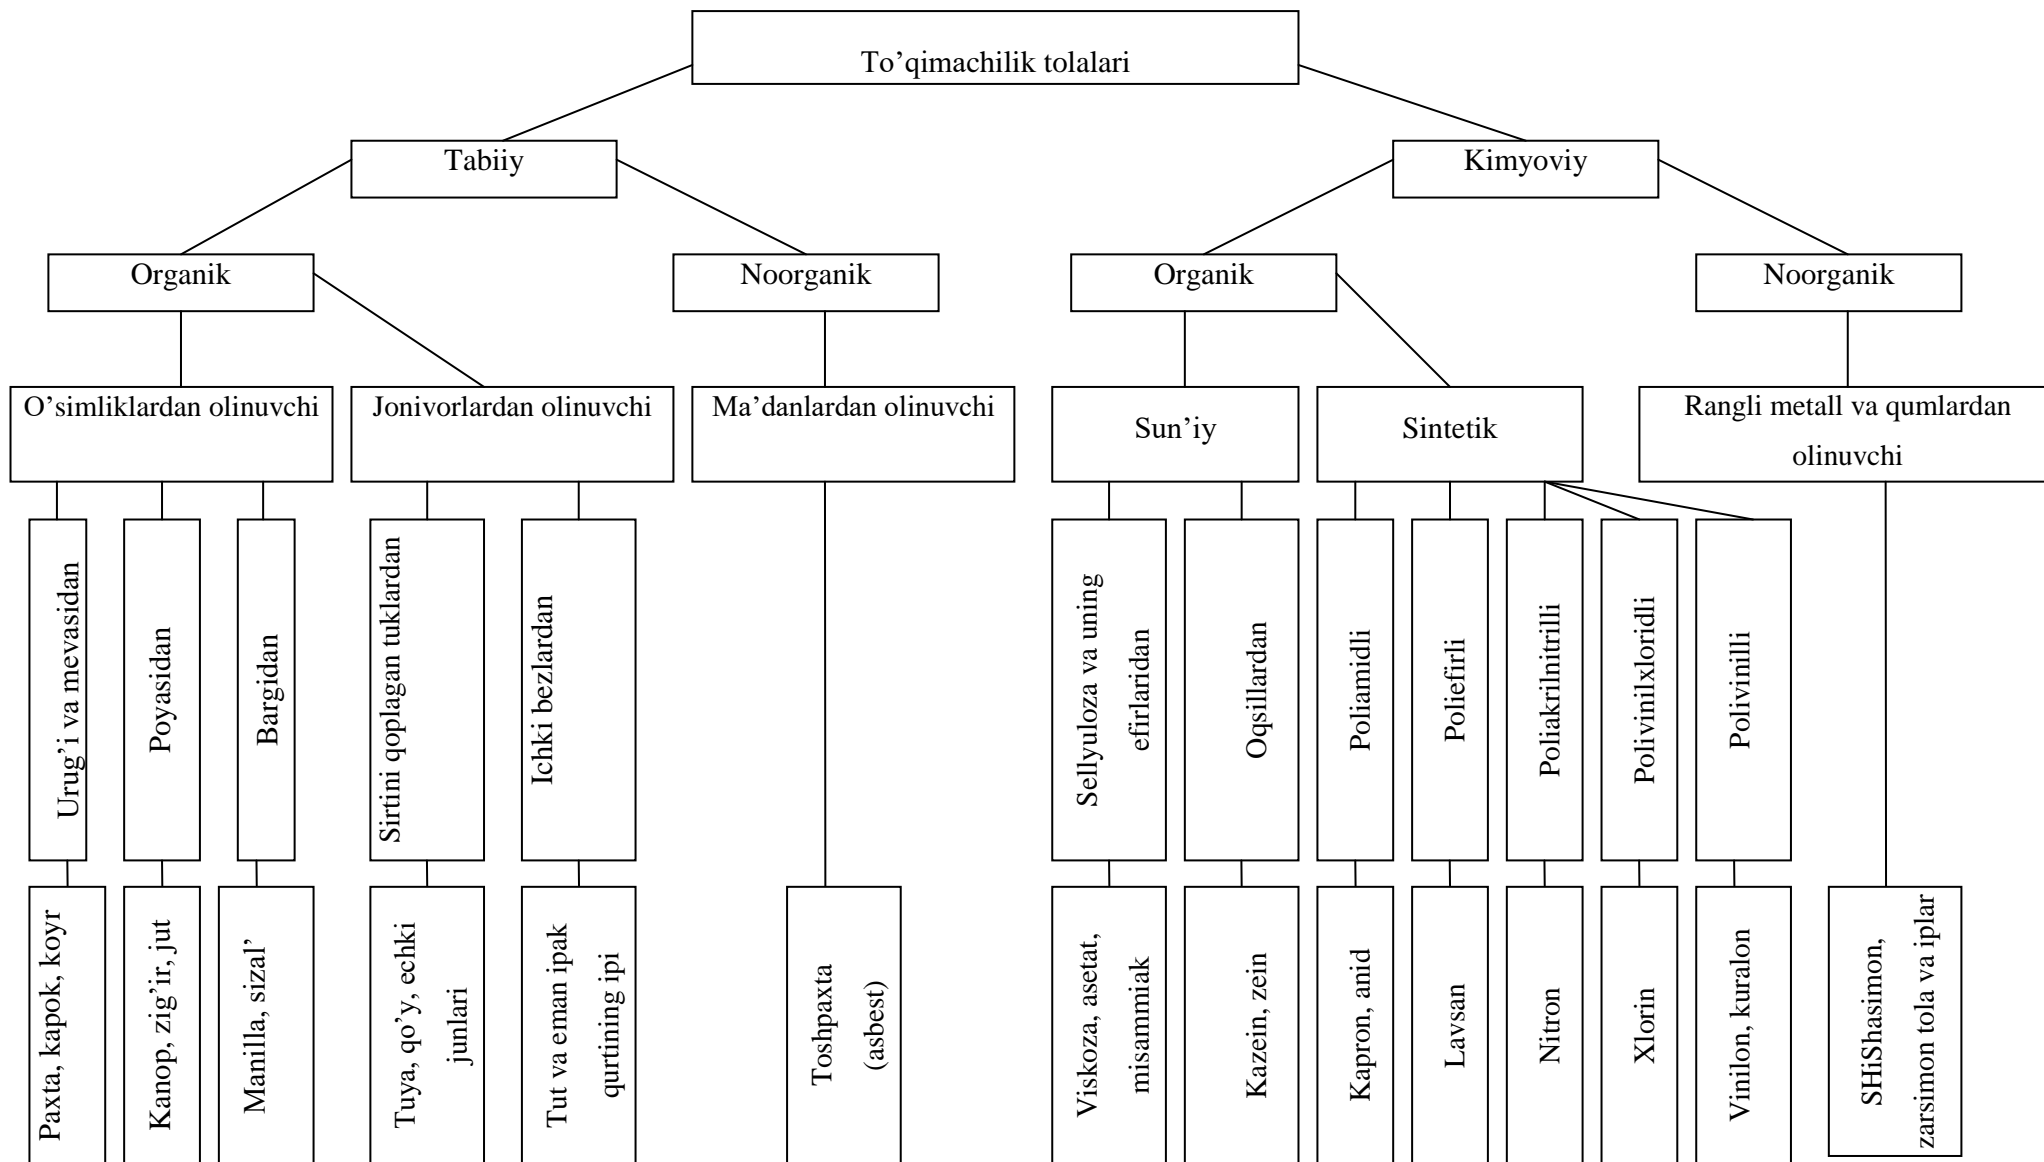 To’qimachilik tolalari
Tabiiy
Kimyoviy
Organik
Noorganik
Organik
Noorganik
O’simliklardan olinuvchi
Jonivorlardan olinuvchi
Ma’danlardan olinuvchi
Sun’iy
Sintetik
Rangli metall va qumlardan
olinuvchi
Urug’i va mevasidan
Poyasidan
Bargidan
Sirtini qoplagan tuklardan
Ichki bezlardan
Sellyuloza va uning
efirlaridan
Oqsillardan
Poliamidli
Poliefirli
Poliakrilnitrilli
Polivinilxloridli
Polivinilli
Paxta, kapok, koyr
Kanop, zig’ir, jut
Manilla, sizal’
Tuya, qo’y, echki
junlari
Tut va eman ipak
qurtining ipi
Toshpaxta
(asbest)
Viskoza, asetat,
misammiak
Kazein, zein
Kapron, anid
Lavsan
Nitron
Xlorin
Vinilon, kuralon
SHiShasimon,
zarsimon tola va iplar